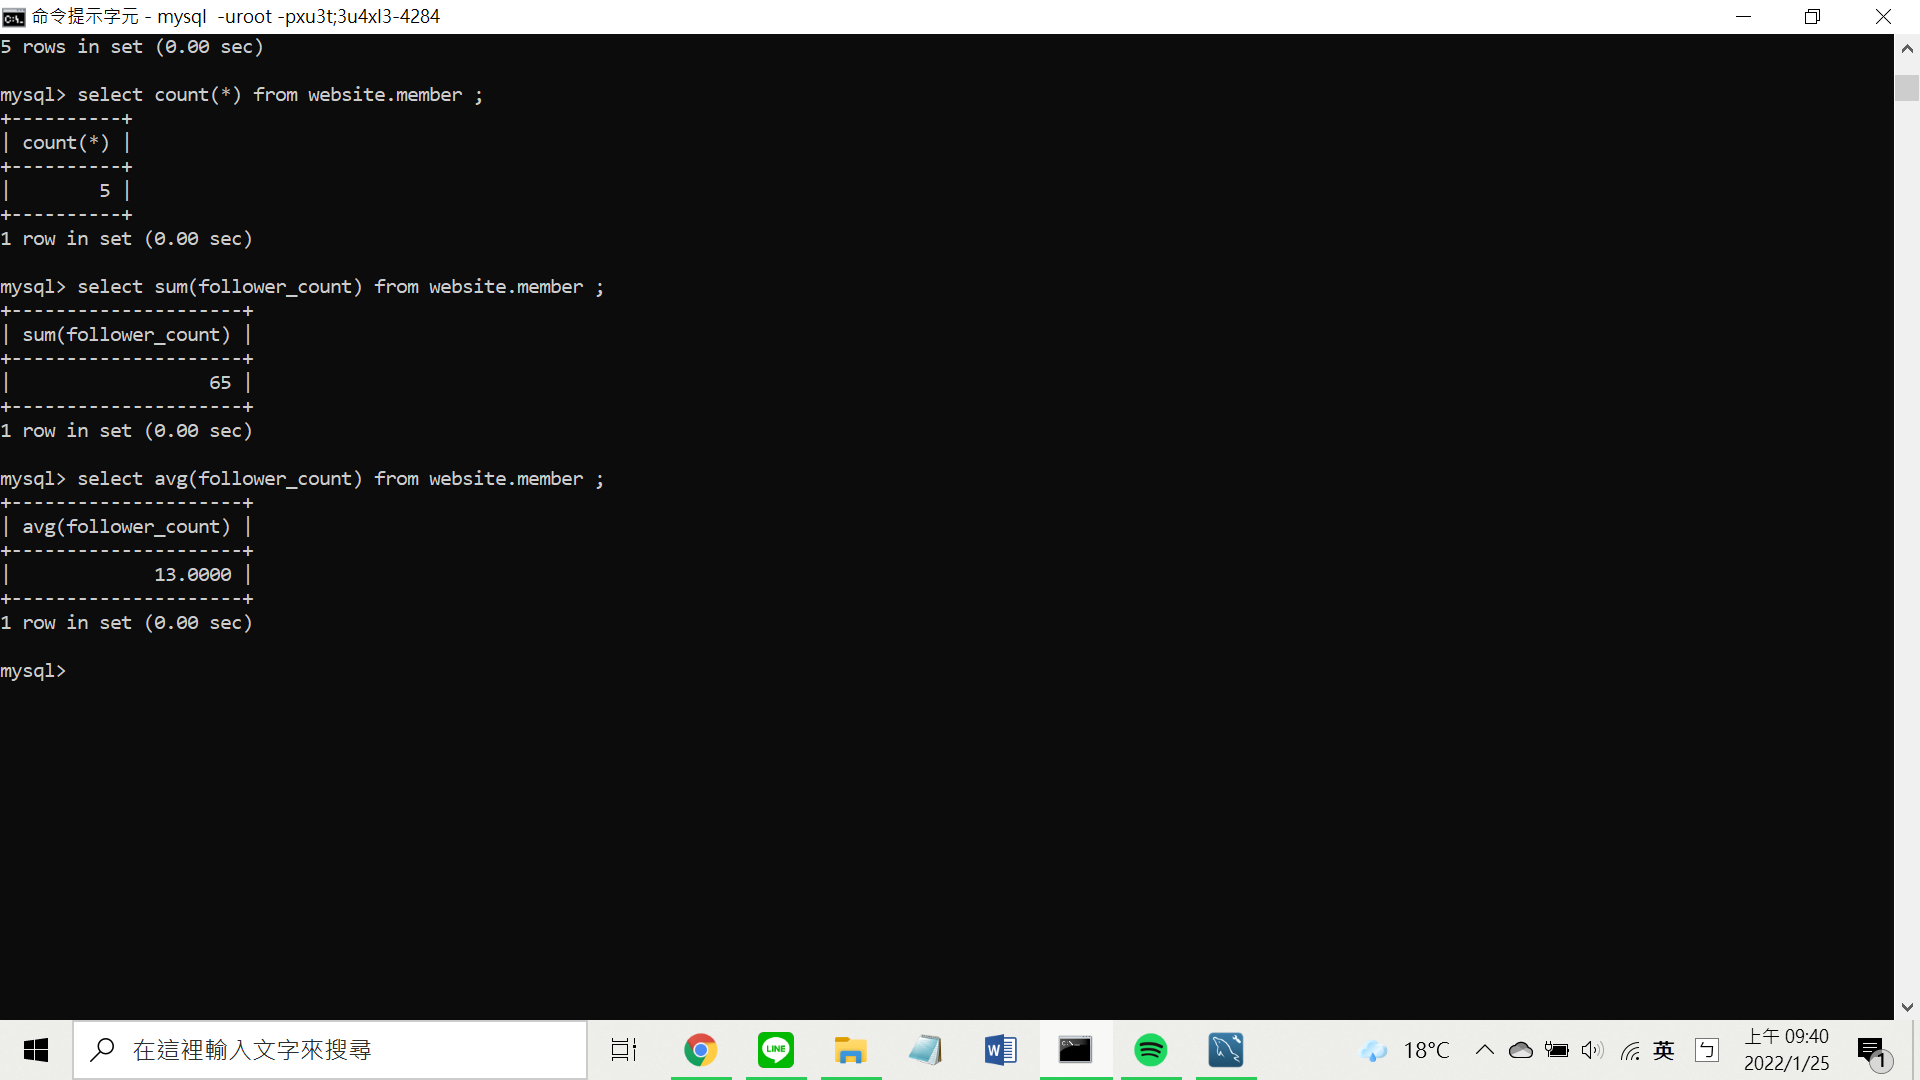 命令提示字元 - mysql  -uroot -pxu3t;3u4xl3-4284
5 rows in set (0.00 sec)
mysql> select count(*) from website.member ;
+----------+
| count(*) |
+----------+
|        5 |
+----------+
1 row in set (0.00 sec)
mysql> select sum(follower_count) from website.member ;
+---------------------+
| sum(follower_count) |
+---------------------+
|                  65 |
+---------------------+
1 row in set (0.00 sec)
mysql> select avg(follower_count) from website.member ;
+---------------------+
| avg(follower_count) |
+---------------------+
|             13.0000 |
+---------------------+
1 row in set (0.00 sec)
mysql>
在這裡輸入文字來搜尋
LINE
18°C
英
ㄅ
上午 09:40
2022/1/25
1